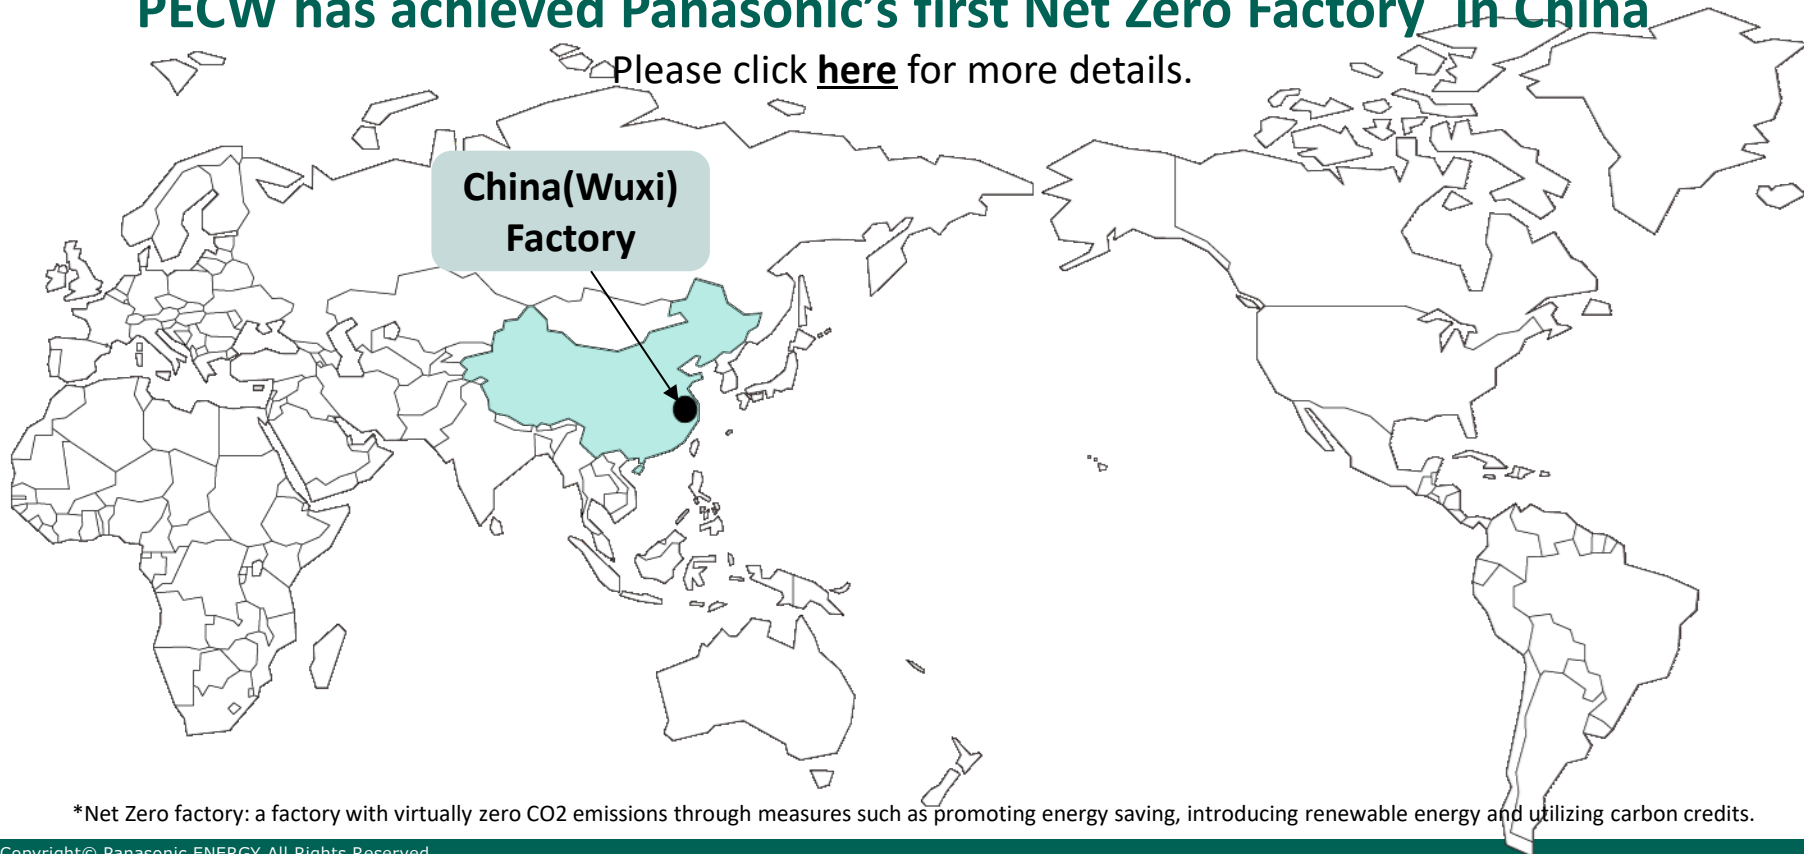 PECW has achieved Panasonic's first Net Zero Factory in China
Please click here for more details.
China(Wuxi)
Factory
*Net Zero factory: a factory with virtually zero CO2 emissions through measures such as promoting energy saving, introducing renewable energy and utilizing carbon credits.
Copyright© Panasonic ENERGY All Rights Reserved